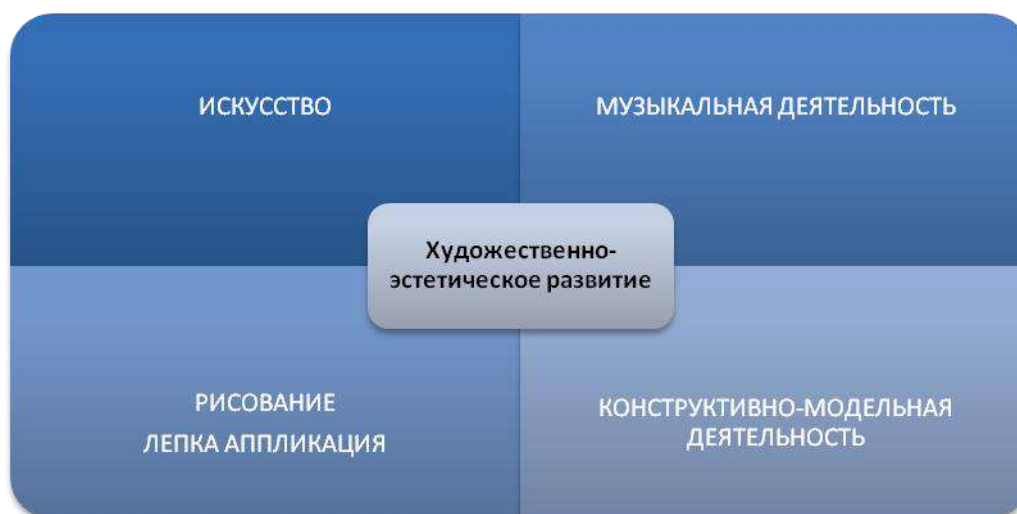 ИСКУССТВО
МУЗЫКАЛЬНАЯ ДЕЯТЕЛЬНОСТЬ
Художественно-
эстетическое развитие
РИСОВАНИЕ
ЛЕПКА АППЛИКАЦИЯ
КОНСТРУКТИВНО-МОДЕЛЬНАЯ
ДЕЯТЕЛЬНОСТЬ